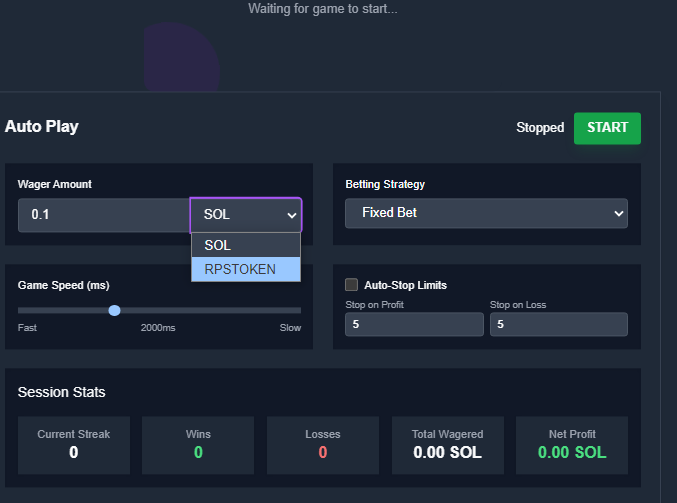 Waiting for game to start...
Auto Play
Stopped
START
Wager Amount
0.1
SOL
SOL
RPSTOKEN
Betting Strategy
Fixed Bet
Game Speed (ms)
Fast
2000ms
Slow
Auto-Stop Limits
Stop on Profit
Stop on Loss
5
5
Session Stats
Current Streak
0
Wins
0
Losses
0
Total Wagered
0.00 SOL
Net Profit
0.00 SOL